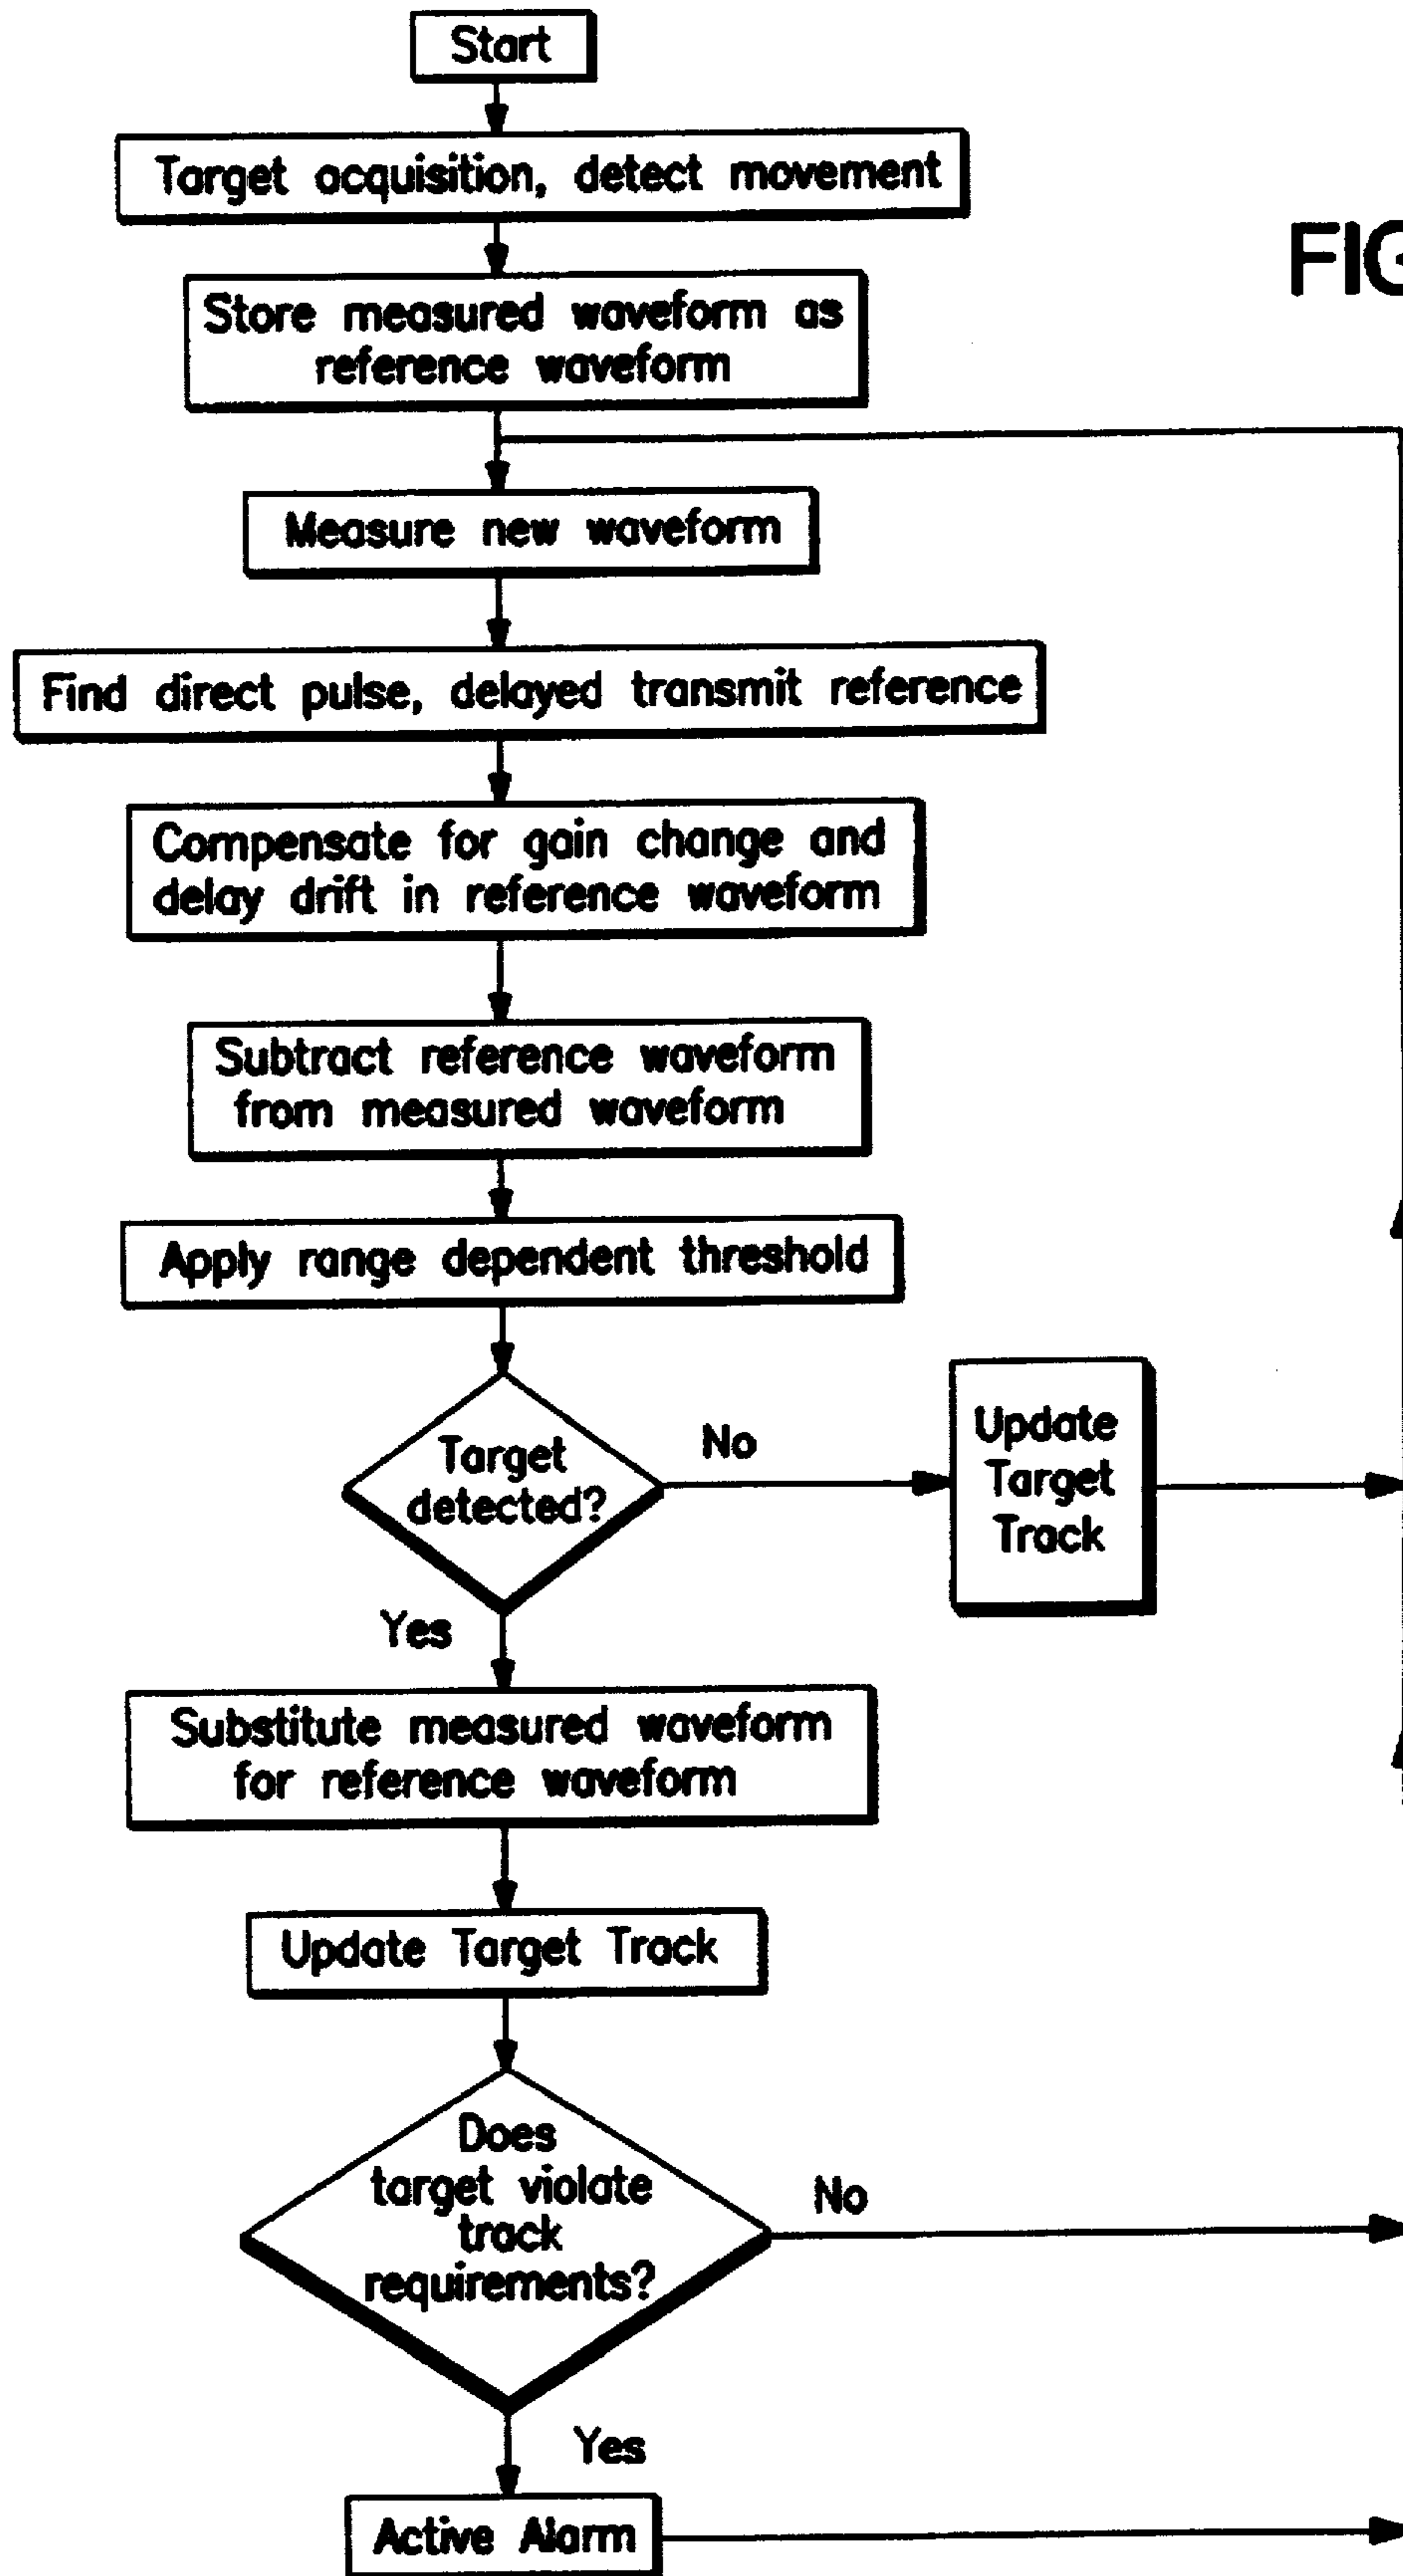 Start
Target acquisition, detect movement
FIG
Store measured waveform as
reference waveform
Measure new waveform
Find direct pulse, delayed transmit reference
Compensate for gain change and
delay drift in reference waveform
Subtract reference waveform
from measured waveform
Apply range dependent threshold
Target
detected?
No
Update
Target
Track
Yes
Substitute measured waveform
for reference waveform
Update Target Track
Does
target violate
track
requirements?
No
Yes
Active Alarm